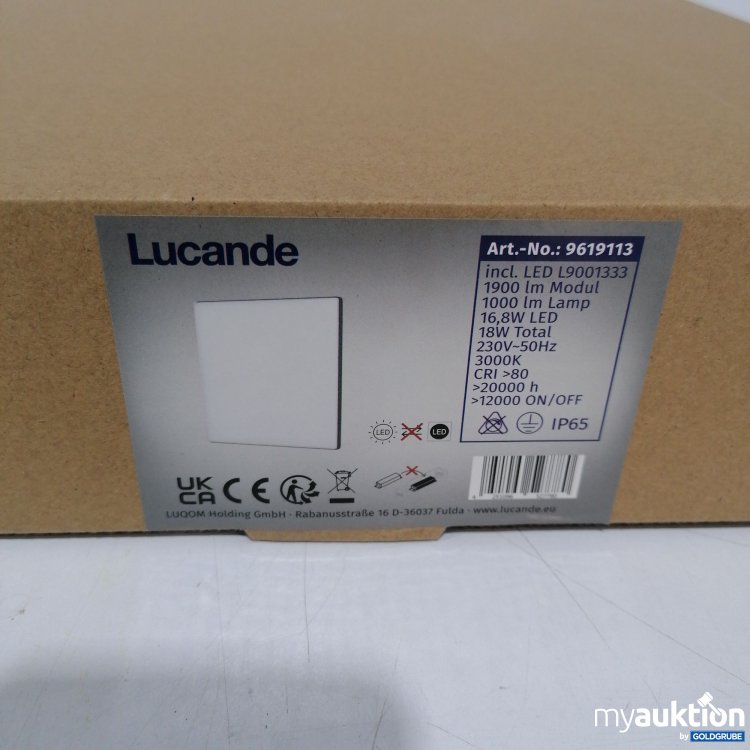 Lucande
Art.-No.: 9619113
incl. LED L9001333
1900 lm Modul
1000 lm Lamp
16,8W LED
18W Total
230V~50Hz
3000K
CRI >80
>20000 h
>12000 ON/OFF
IP65
LED
LED
UK
CA CE
LUQOM Holding GmbH · Rabanusstraße 16 D-36037 Fulda · www.lucande.eu
myauktion
by GOLDGRUBE